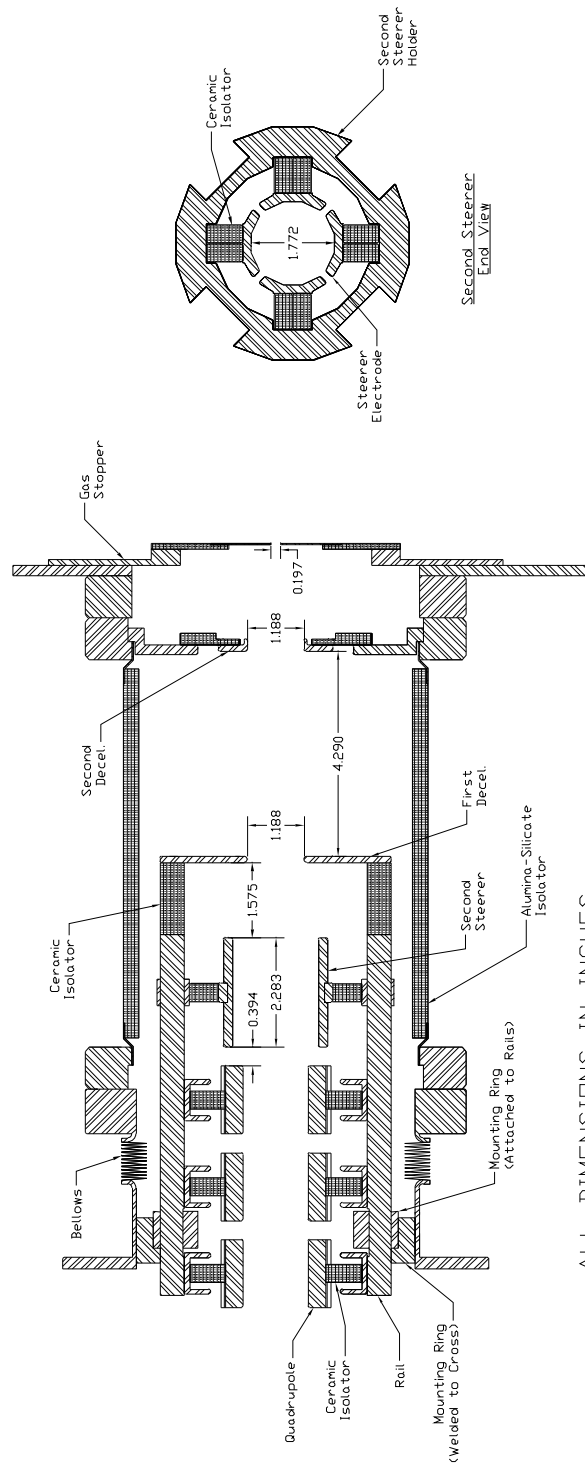 Gas
Stopper
Second
Decel.
Ceramic
Isolator
Bellows
0.197
1.188
4.290
1.188
1.575
0.394
2.283
First
Decel.
Second
Steerer
Alumina-Silicate
Isolator
Mounting Ring
(Attached to Rails)
Quadrupole
Ceramic
Isolator
Rail
Mounting Ring
(Welded to Cross)
Ceramic
Isolator
Second
Steerer
Holder
1.772
Steerer
Electrode
Second Steerer
End View
ALL DIMENSIONS IN INCHES